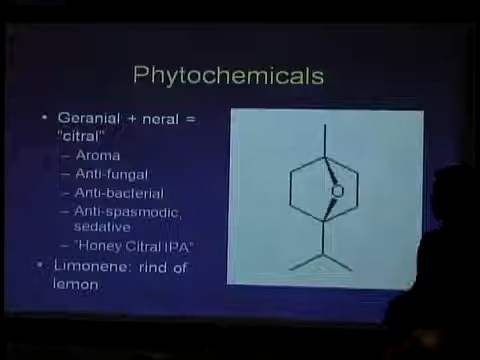 Phytochemicals
• Geranial + neral =
"citral"
– Aroma
– Anti-fungal
– Anti-bacterial
– Anti-spasmodic,
sedative
– "Honey Citral IPA"
• Limonene: rind of
lemon
O